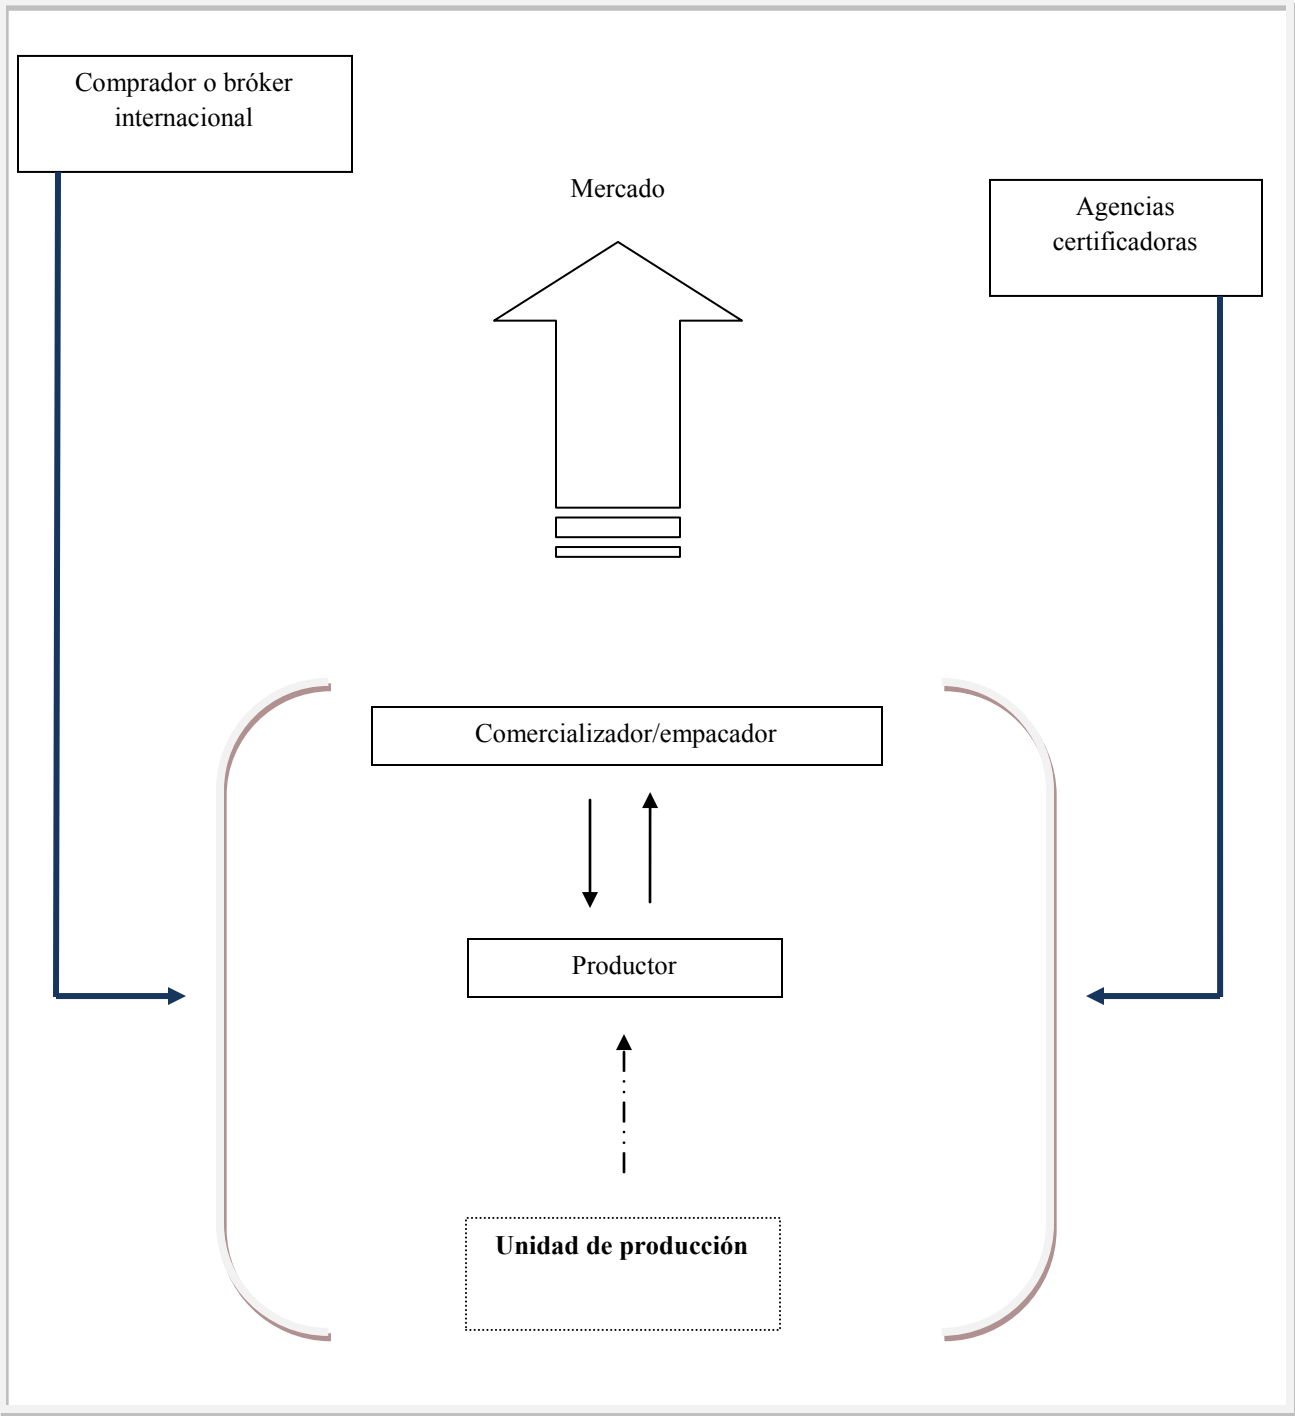 Comprador o bróker
internacional
Mercado
Agencias
certificadoras
Comercializador/empacador
Productor
Unidad de producción